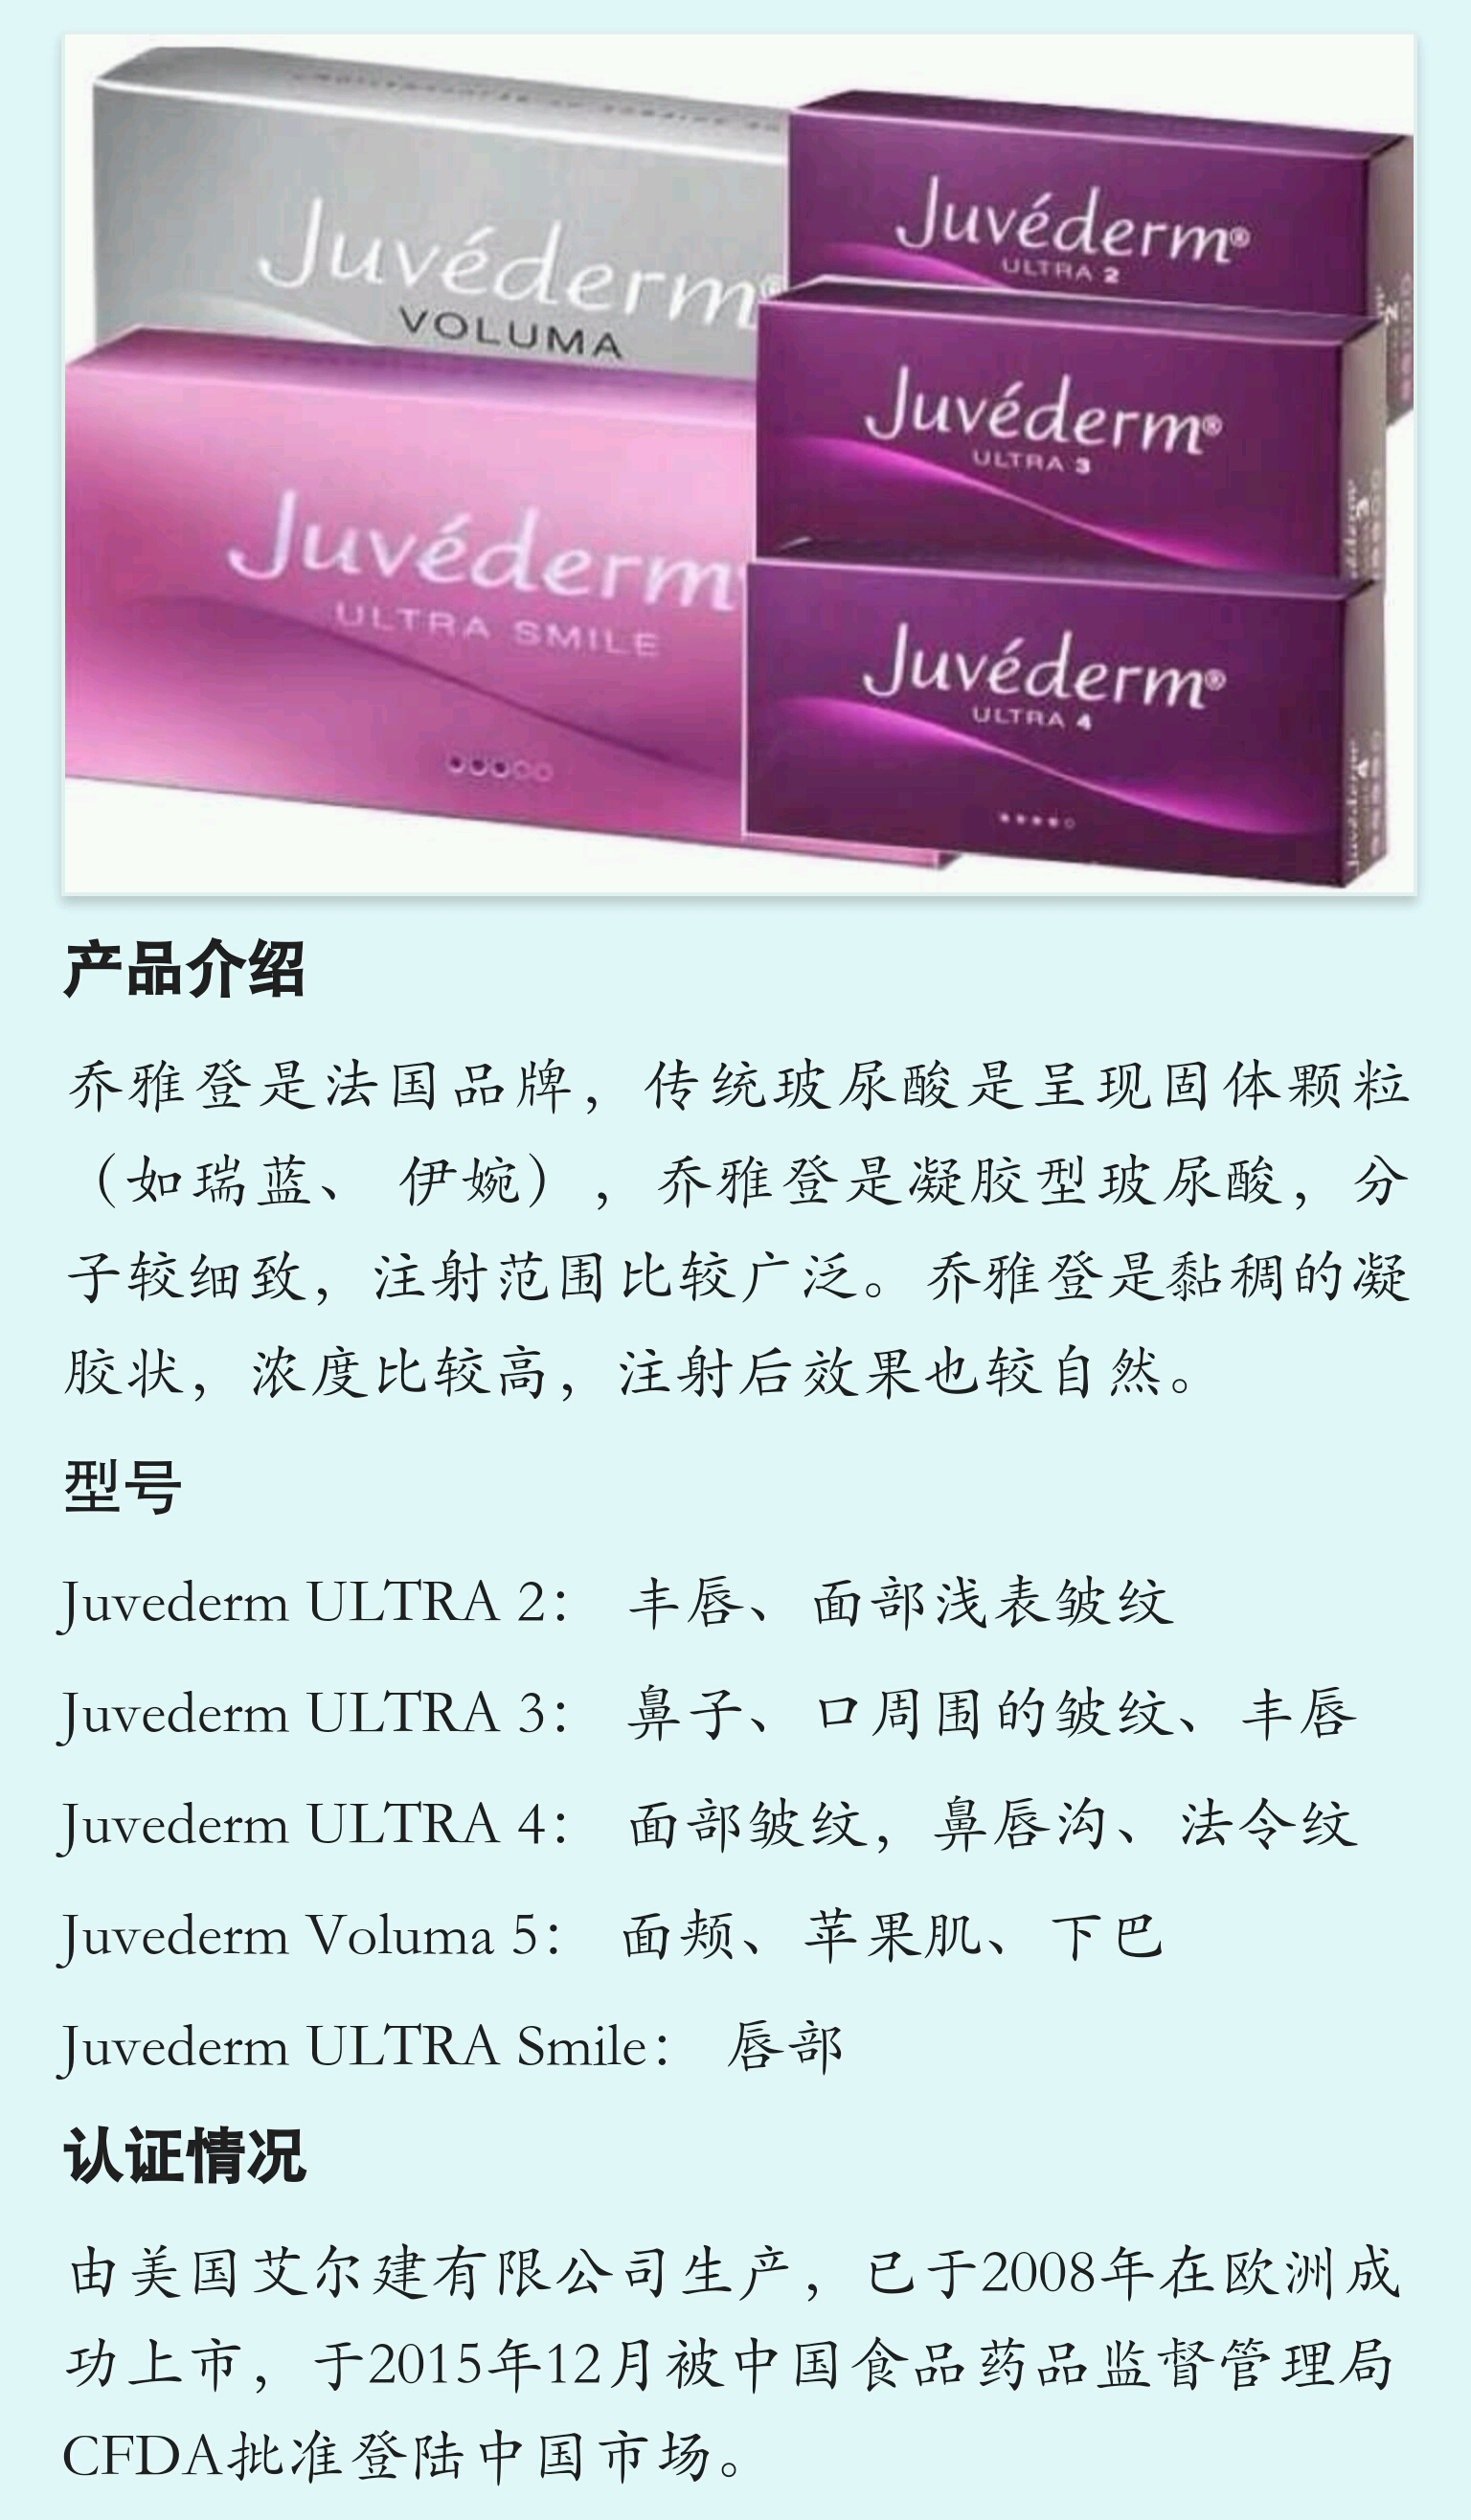 Juvéderm®
VOLUMA
Juvéderm®
ULTRA 2
2
Juvéderm®
ULTRA 3
3
Juvéderm
ULTRA SMILE
Juvéderm®
ULTRA 4
Juvéderm
4
产品介绍
乔雅登是法国品牌，传统玻尿酸是呈现固体颗粒
（如瑞蓝、 伊婉），乔雅登是凝胶型玻尿酸，分
子较细致，注射范围比较广泛。乔雅登是黏稠的凝
胶状，浓度比较高，注射后效果也较自然。
型号
Juvederm ULTRA 2： 丰唇、面部浅表皱纹
Juvederm ULTRA 3： 鼻子、口周围的皱纹、丰唇
Juvederm ULTRA 4： 面部皱纹，鼻唇沟、法令纹
Juvederm Voluma 5： 面颊、苹果肌、下巴
Juvederm ULTRA Smile： 唇部
认证情况
由美国艾尔建有限公司生产，已于2008年在欧洲成
功上市，于2015年12月被中国食品药品监督管理局
CFDA批准登陆中国市场。